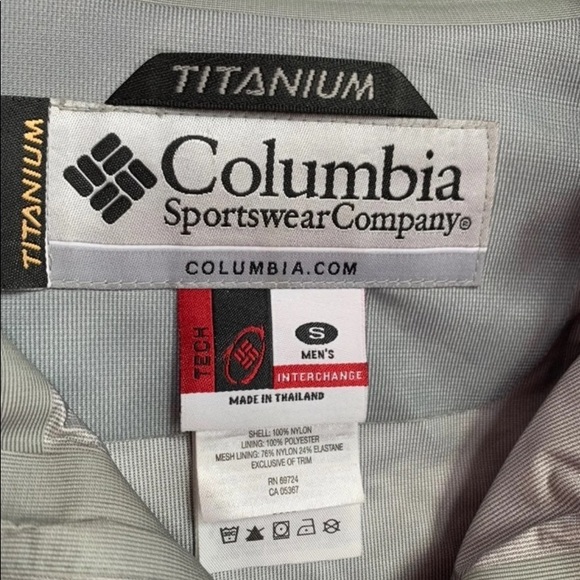 TITANIUM
TITANIUM
Columbia
SportswearCompany®
COLUMBIA.COM
TECH
S
MEN'S
INTERCHANGE
MADE IN THAILAND
SHELL: 100% NYLON
LINING: 100% POLYESTER
MESH LINING: 76% NYLON 24% ELASTANE
EXCLUSIVE OF TRIM
RN 69724
CA 05367